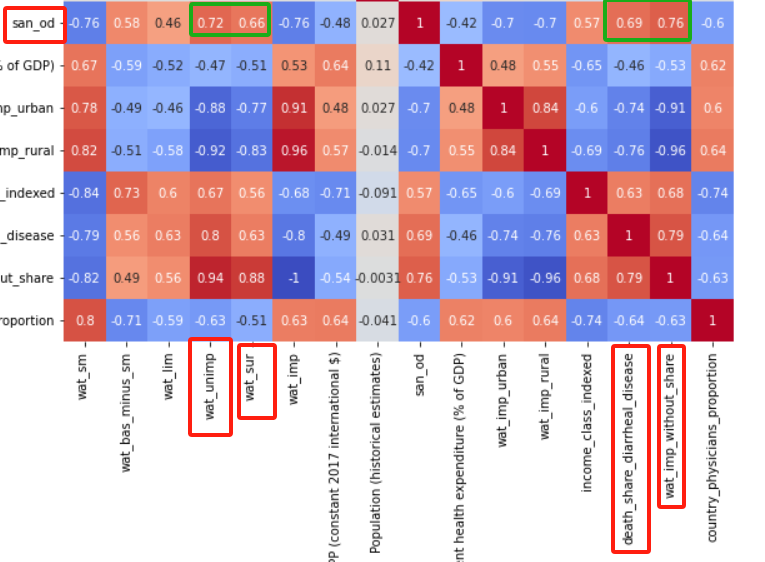 san_od -0.76 0.58 0.46 0.72 0.66 -0.76 -0.48 0.027 1 -0.42 -0.7 -0.7 0.57 0.69 0.76 -0.6
% of GDP) 0.67 -0.59 -0.52 -0.47 -0.51 0.53 0.64 0.11 -0.42 1 0.48 0.55 -0.65 -0.46 -0.53 0.62
mp_urban 0.78 -0.49 -0.46 -0.88 -0.77 0.91 0.48 0.027 -0.7 0.48 1 0.84 -0.6 -0.74 -0.91 0.6
mp_rural 0.82 -0.51 -0.58 -0.92 -0.83 0.96 0.57 -0.014 -0.7 0.55 0.84 1 -0.69 -0.76 -0.96 0.64
_indexed -0.84 0.73 0.6 0.67 0.56 -0.68 -0.71 -0.091 0.57 -0.65 -0.6 -0.69 1 0.63 0.68 -0.74
_disease -0.79 0.56 0.63 0.8 0.63 -0.8 -0.49 0.031 0.69 -0.46 -0.74 -0.76 0.63 1 0.79 -0.64
out_share -0.82 0.49 0.56 0.94 0.88 -1 -0.54 -0.0031 0.76 -0.53 -0.91 -0.96 0.68 0.79 1 -0.63
roportion 0.8 -0.71 -0.59 -0.63 -0.51 0.63 0.64 -0.041 -0.6 0.62 0.6 0.64 -0.74 -0.64 -0.63 1
wat_sm
wat_bas_minus_sm
wat_lim
wat_unimp
wat_sur
wat_imp
PP (constant 2017 international $)
Population (historical estimates)
san_od
ent health expenditure (% of GDP)
wat_imp_urban
wat_imp_rural
income_class_indexed
death_share_diarrheal_disease
wat_imp_without_share
country_physicians_proportion